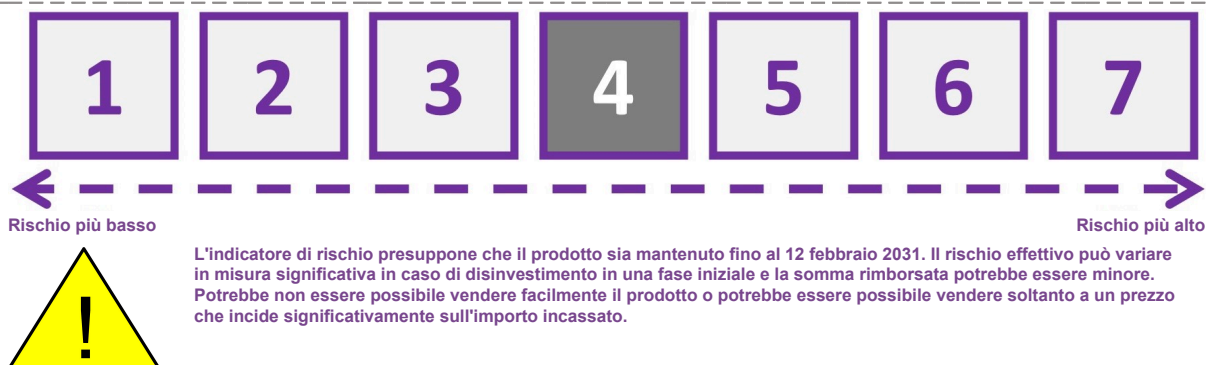 1 2 3 4 5 6 7
Rischio più basso Rischio più alto
L'indicatore di rischio presuppone che il prodotto sia mantenuto fino al 12 febbraio 2031. Il rischio effettivo può variare
in misura significativa in caso di disinvestimento in una fase iniziale e la somma rimborsata potrebbe essere minore.
Potrebbe non essere possibile vendere facilmente il prodotto o potrebbe essere possibile vendere soltanto a un prezzo
che incide significativamente sull'importo incassato.
!